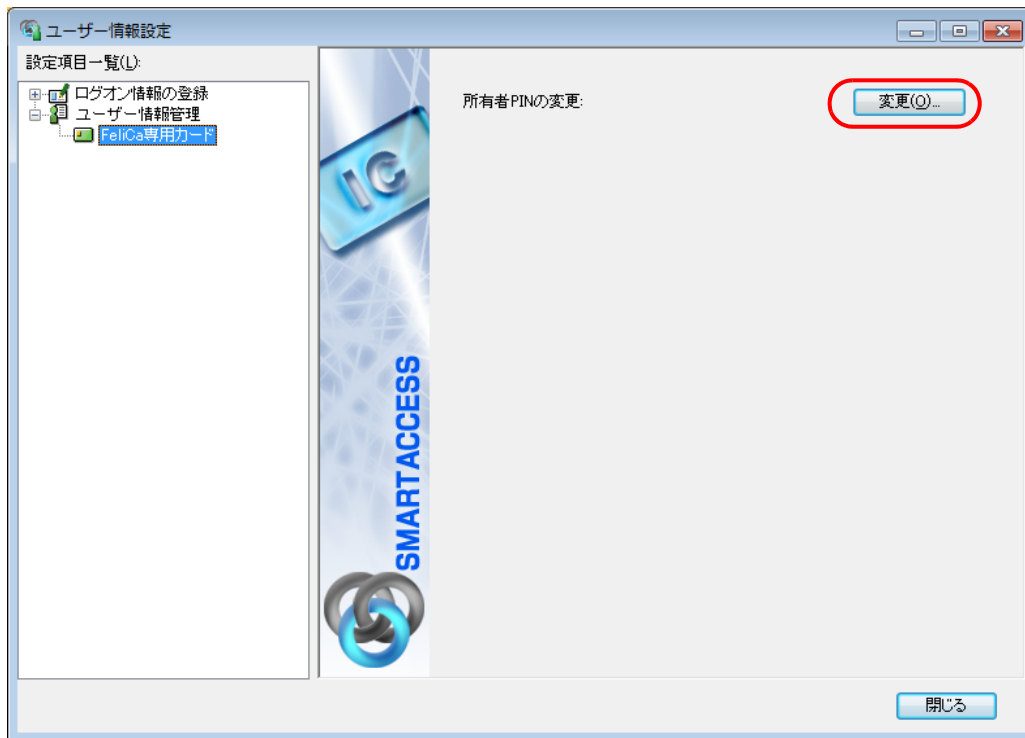 ユーザー情報設定
設定項目一覧(L):
ログオン情報の登録
ユーザー情報管理
FeliCa専用カード
IC
SMARTACCESS
所有者PINの変更:
変更(O)...
閉じる